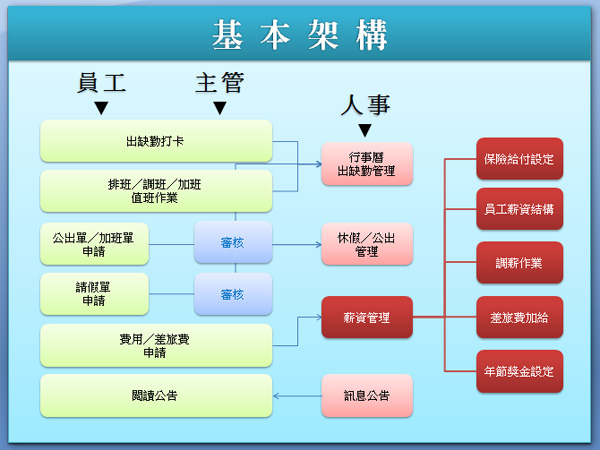 基本架構
員工
主管
人事
出缺勤打卡
排班／調班／加班
值班作業
公出單／加班單
申請
審核
請假單
申請
審核
費用／差旅費
申請
閱讀公告
行事曆
出缺勤管理
休假／公出
管理
薪資管理
訊息公告
保險給付設定
員工薪資結構
調薪作業
差旅費加給
年節獎金設定